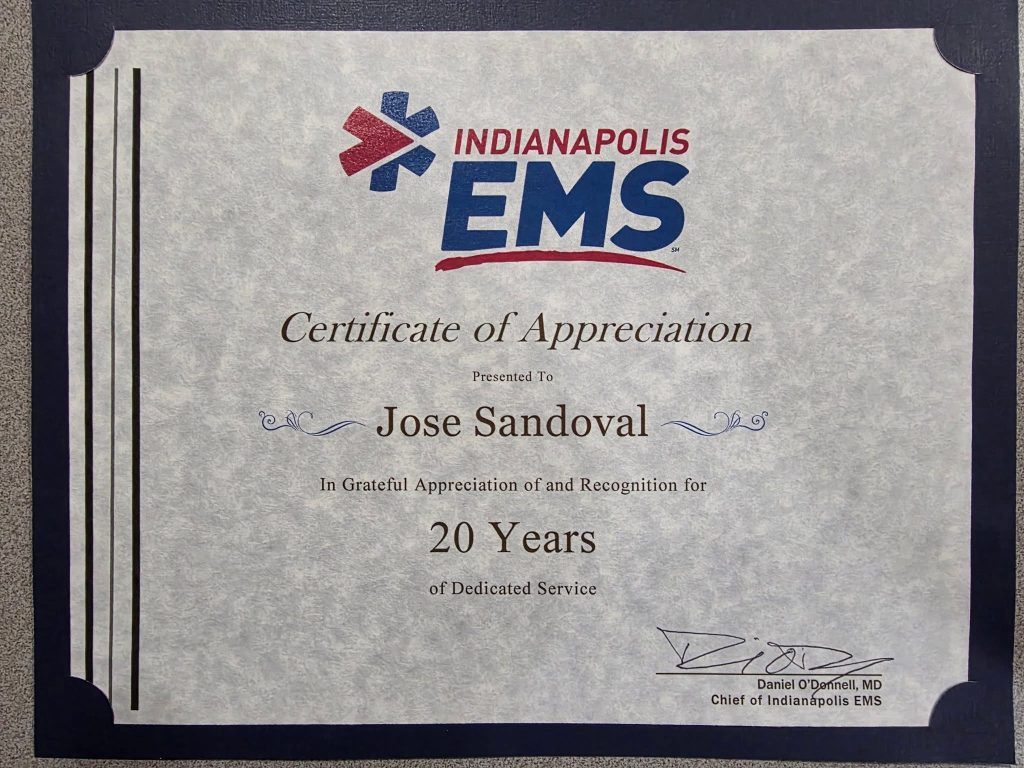 INDIANAPOLIS
EMS
SM
Certificate of Appreciation
Presented To
Jose Sandoval
In Grateful Appreciation of and Recognition for
20 Years
of Dedicated Service
Daniel O'Donnell, MD
Chief of Indianapolis EMS